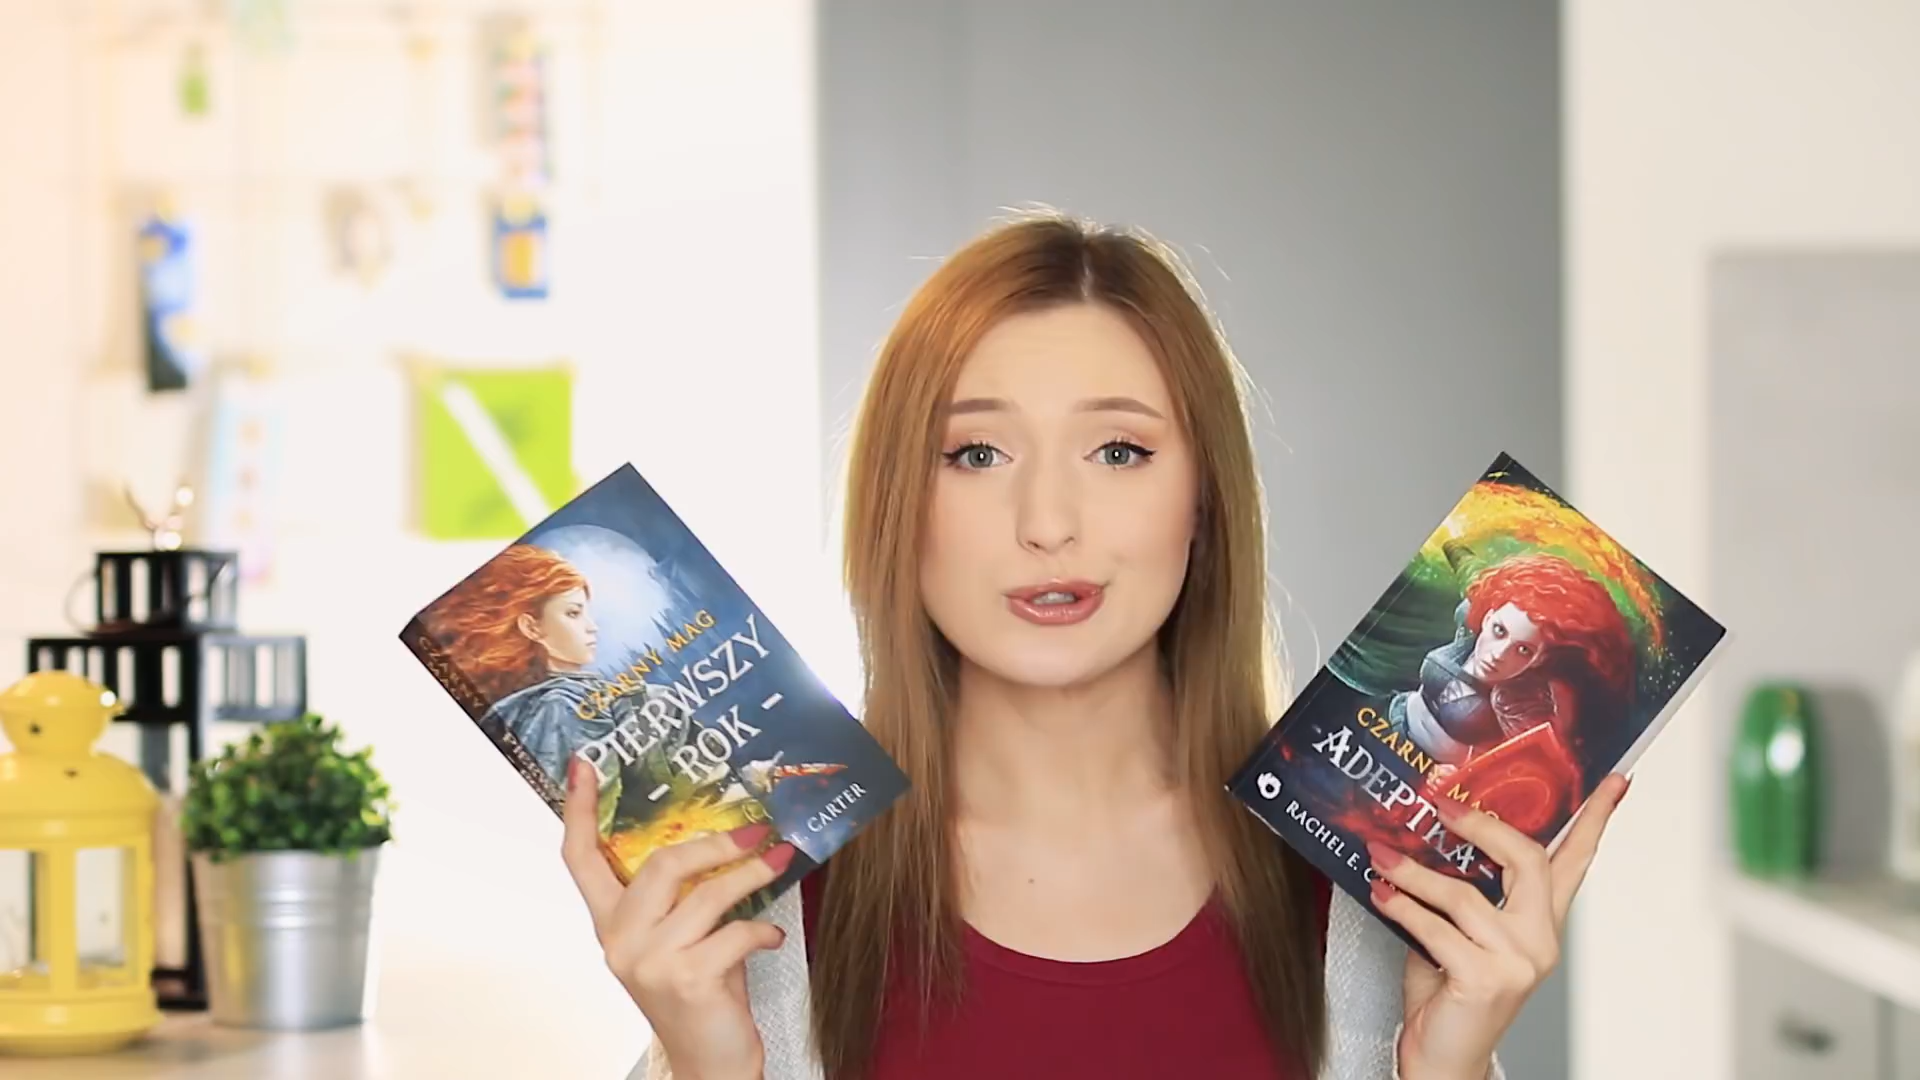 CZARNY MAG
PIERWSZY
- ROK -
E. CARTER
CZARNY MAG
- ADEPTKA -
RACHEL E. C